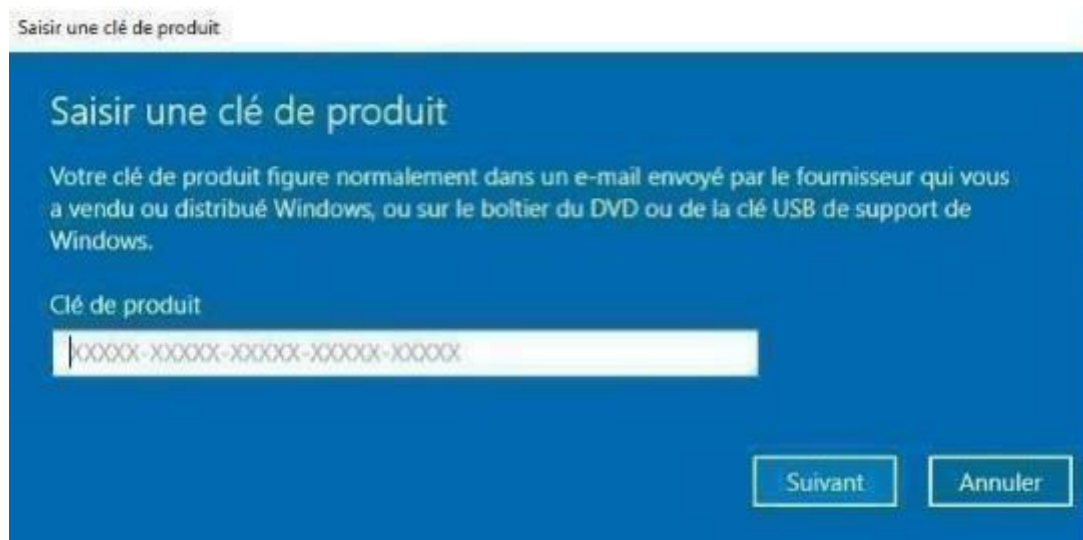 Saisir une clé de produit
Saisir une clé de produit
Votre clé de produit figure normalement dans un e-mail envoyé par le fournisseur qui vous
a vendu ou distribué Windows, ou sur le boîtier du DVD ou de la clé USB de support de
Windows.
Clé de produit
XXXXX-XXXXX-XXXXX-XXXXX-XXXXX
Suivant
Annuler